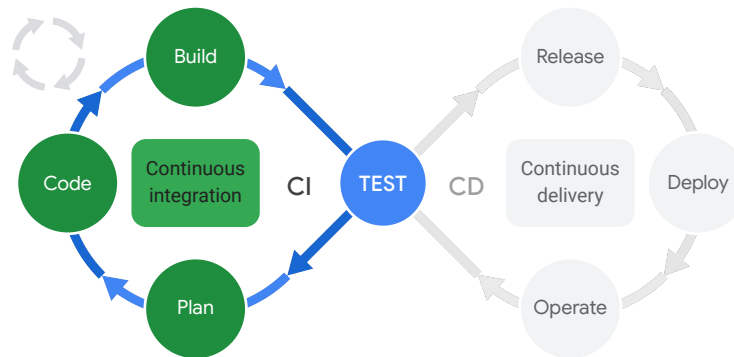 Build
Release
Code
Continuous
integration
CI
TEST
CD
Continuous
delivery
Deploy
Plan
Operate